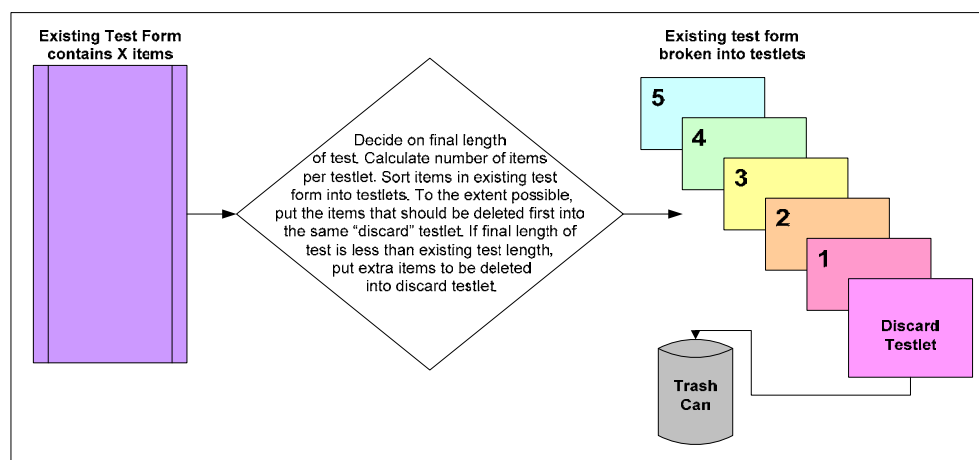 Existing Test Form
contains X items
Decide on final length
of test. Calculate number of items
per testlet. Sort items in existing test
form into testlets. To the extent possible,
put the items that should be deleted first into
the same “discard” testlet. If final length of
test is less than existing test length,
put extra items to be deleted
into discard testlet.
Existing test form
broken into testlets
5
4
3
2
1
Discard
Testlet
Trash
Can